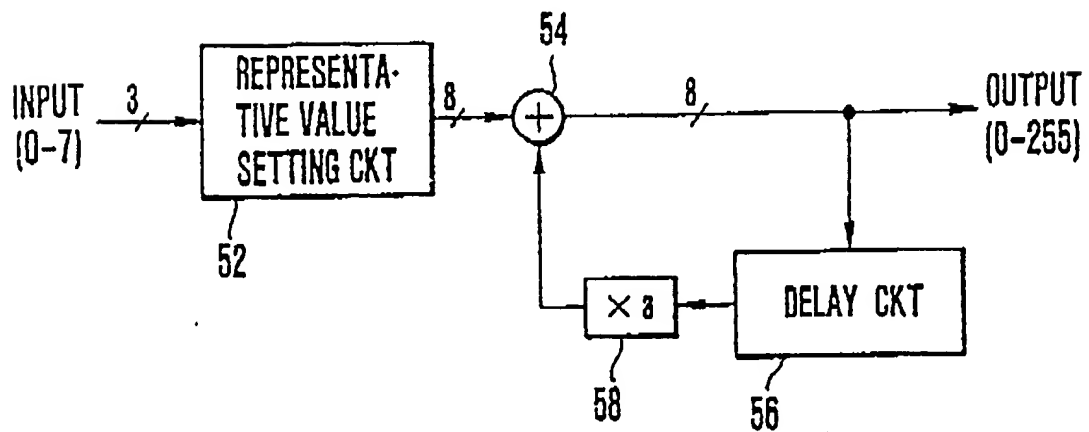 54
INPUT
(0-7)
3
REPRESENTA-
TIVE VALUE
SETTING CKT
8
+
8
OUTPUT
(0-255)
52
× a
DELAY CKT
58
56